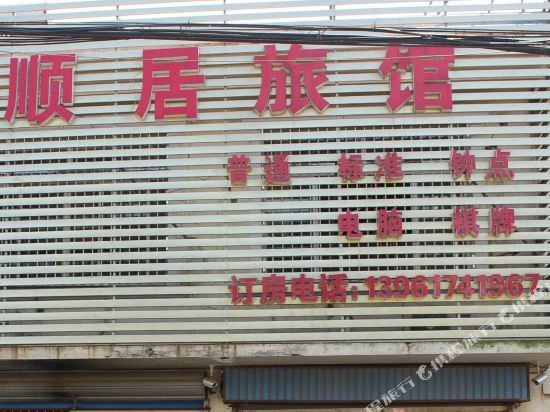 顺居旅馆
普通 标准 钟点
电脑 棋牌
订房电话:13961741967
携程旅行